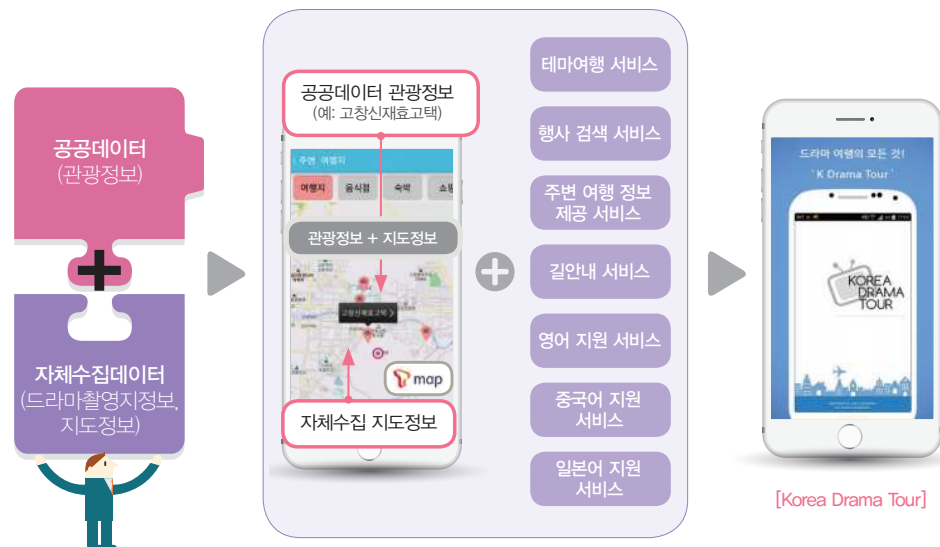 공공데이터
(관광정보)
자체수집데이터
(드라마촬영지정보,
지도정보)
공공데이터 관광정보
(예: 고창신재효고택)
주변 여행지
여행지
음식점
숙박
쇼핑
관광정보 + 지도정보
고창신재효고택 >
T map
자체수집 지도정보
테마여행 서비스
행사 검색 서비스
주변 여행 정보
제공 서비스
길안내 서비스
영어 지원 서비스
중국어 지원
서비스
일본어 지원
서비스
드라마 여행의 모든 것!
'K Drama Tour'
KOREA
DRAMA
TOUR
[Korea Drama Tour]